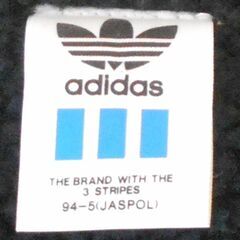 adidas
THE BRAND WITH THE
3 STRIPES
94-5(JASPOL)